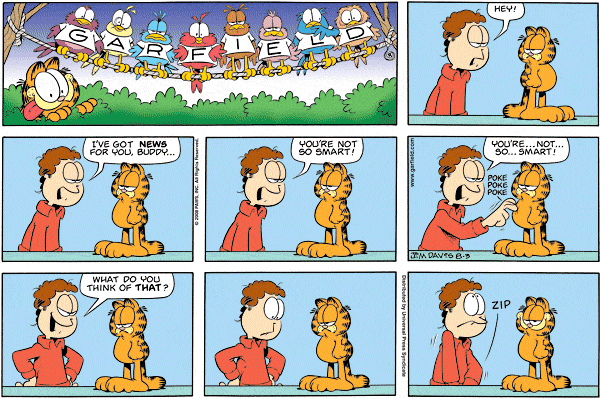 GARFIELD
HEY!
I'VE GOT NEWS
FOR YOU, BUDDY...
© 2008 PAWS, INC. All Rights Reserved.
YOU'RE NOT
SO SMART!
www.garfield.com
YOU'RE...NOT...
SO...SMART!
POKE
POKE
POKE
JIM DAVIS 8-3
WHAT DO YOU
THINK OF THAT?
Distributed by Universal Press Syndicate
ZIP